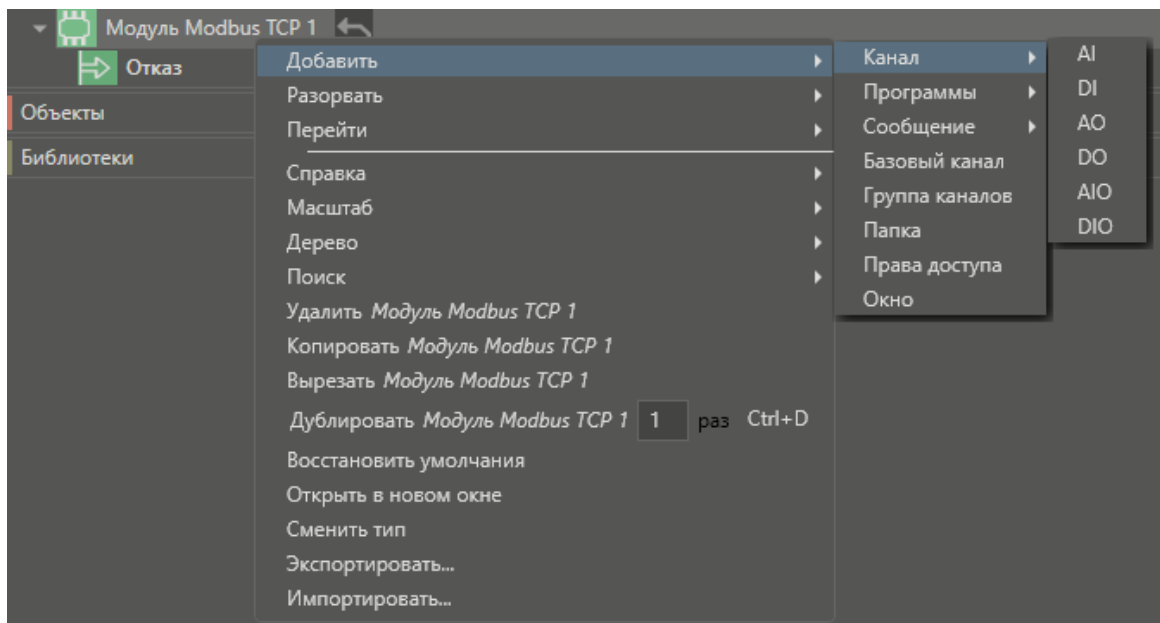 Модуль Modbus TCP 1
Отказ
Объекты
Библиотеки
Добавить
Разорвать
Перейти
Справка
Масштаб
Дерево
Поиск
Удалить Модуль Modbus TCP 1
Копировать Модуль Modbus TCP 1
Вырезать Модуль Modbus TCP 1
Дублировать Модуль Modbus TCP 1 1 раз Ctrl+D
Восстановить умолчания
Открыть в новом окне
Сменить тип
Экспортировать...
Импортировать...
Канал
Программы
Сообщение
Базовый канал
Группа каналов
Папка
Права доступа
Окно
AI
DI
AO
DO
AIO
DIO